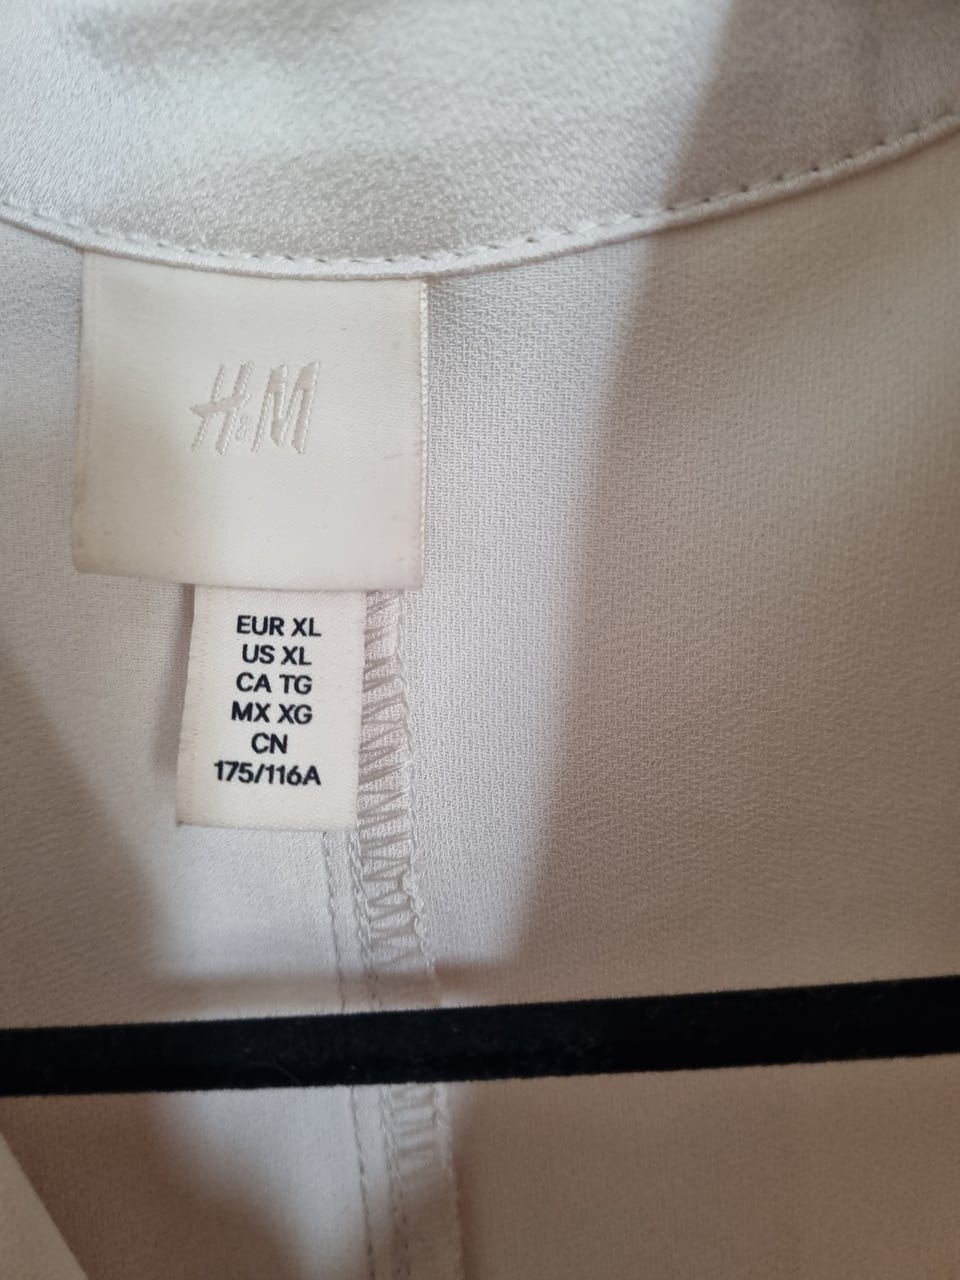 H&M
EUR XL
US XL
CA TG
MX XG
CN
175/116A